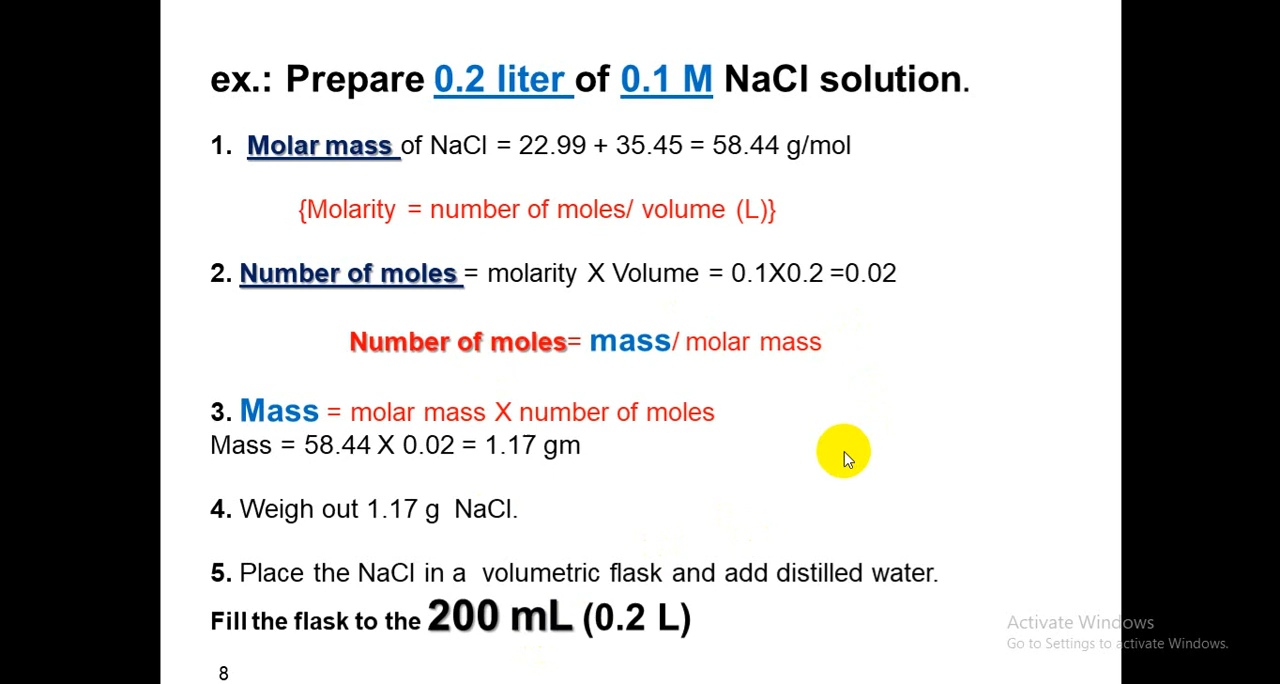 ex.: Prepare 0.2 liter of 0.1 M NaCl solution.
1. Molar mass of NaCl = 22.99 + 35.45 = 58.44 g/mol
{Molarity = number of moles/ volume (L)}
2. Number of moles = molarity X Volume = 0.1X0.2 =0.02
Number of moles= mass/ molar mass
3. Mass = molar mass X number of moles
Mass = 58.44 X 0.02 = 1.17 gm
4. Weigh out 1.17 g NaCl.
5. Place the NaCl in a volumetric flask and add distilled water.
Fill the flask to the 200 mL (0.2 L)
Activate Windows
Go to Settings to activate Windows.
8